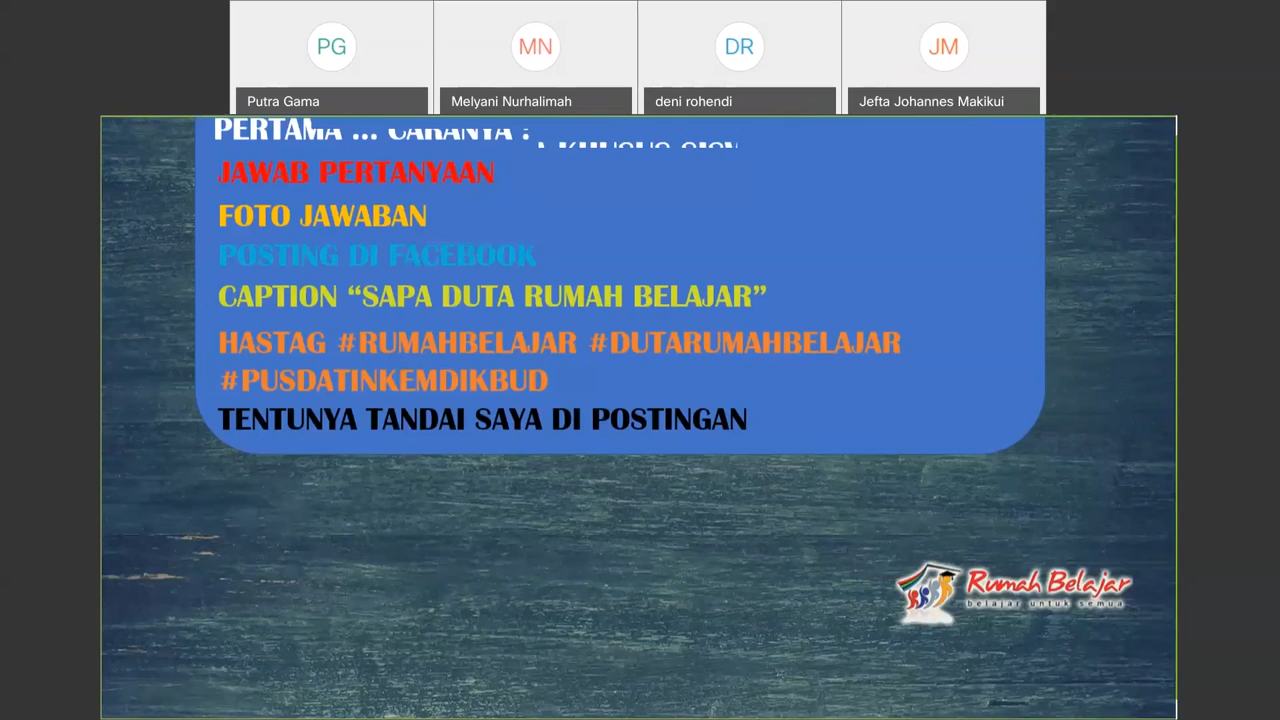 PG
MN
DR
JM
Putra Gama
Melyani Nurhalimah
deni rohendi
Jefta Johannes Makikui
PERTAMA ... CARANYA :
JAWAB PERTANYAAN
FOTO JAWABAN
POSTING DI FACEBOOK
CAPTION “SAPA DUTA RUMAH BELAJAR”
HASTAG #RUMAHBELAJAR #DUTARUMAHBELAJAR
#PUSDATINKEMDIKBUD
TENTUNYA TANDAI SAYA DI POSTINGAN
Rumah Belajar
belajar untuk semua